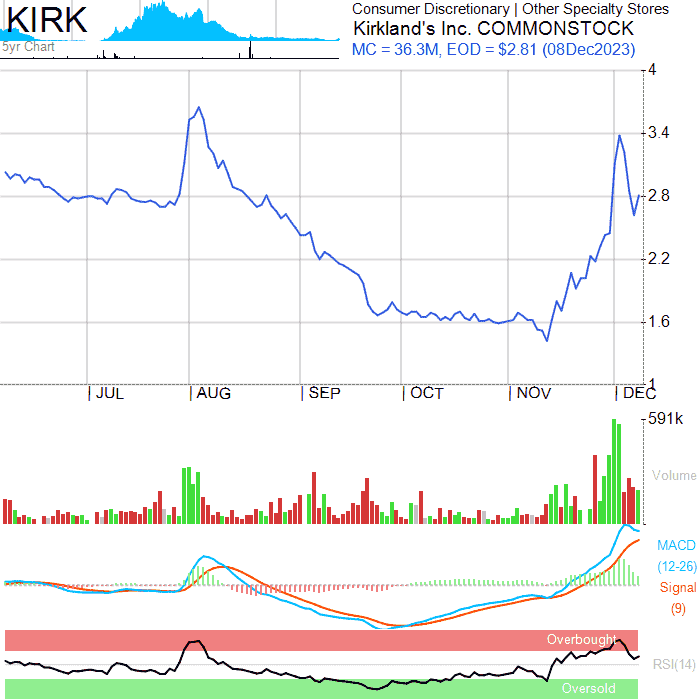 KIRK
5yr Chart
Consumer Discretionary | Other Specialty Stores
Kirkland's Inc. COMMONSTOCK
MC = 36.3M, EOD = $2.81 (08Dec2023)
4
3.4
2.8
2.2
1.6
1
JUL AUG SEP OCT NOV DEC
591k
Volume
MACD
(12-26)
Signal
(9)
Overbought
RSI(14)
Oversold